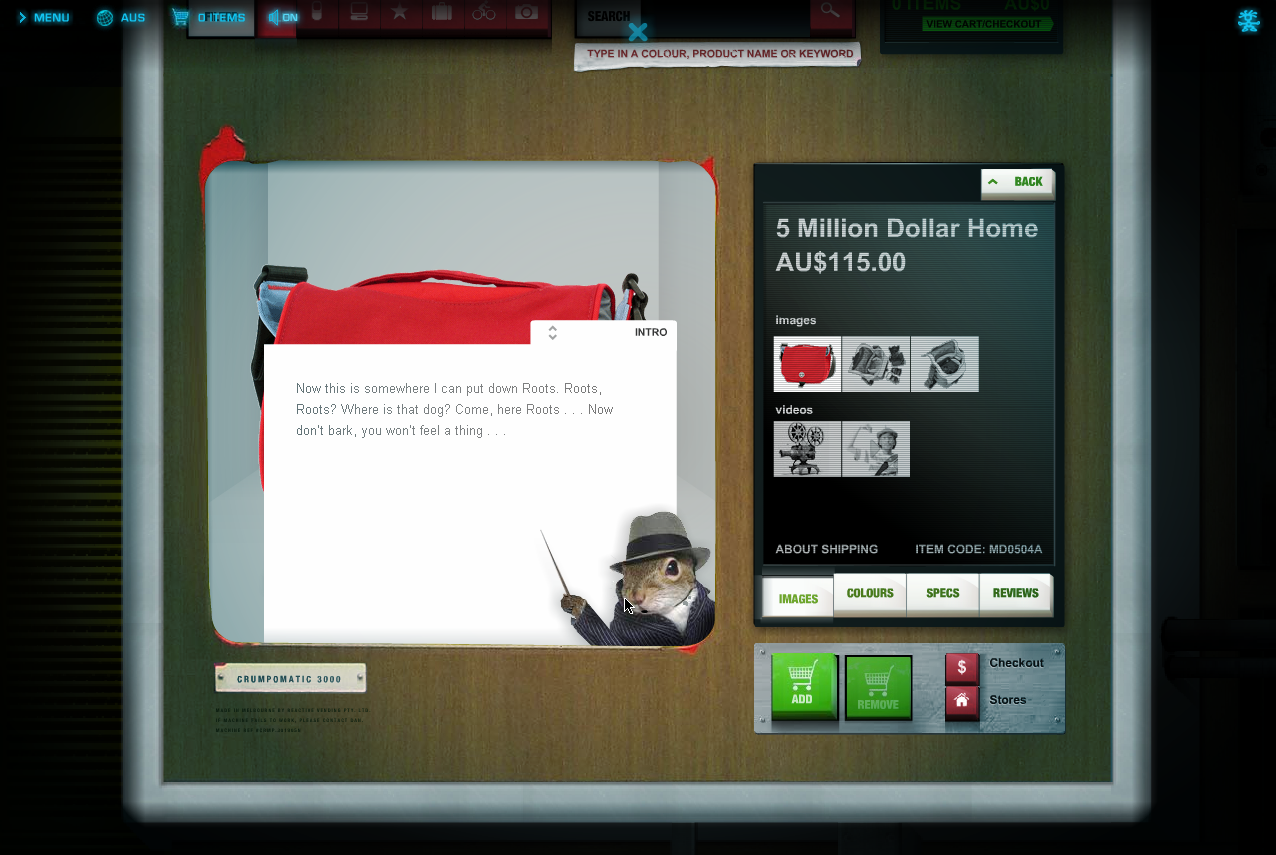 MENU AUS 0 ITEMS ON
SEARCH
0 ITEMS AU$0
VIEW CART/CHECKOUT
TYPE IN A COLOUR, PRODUCT NAME OR KEYWORD
BACK
5 Million Dollar Home
AU$115.00
images
INTRO
Now this is somewhere I can put down Roots. Roots,
Roots? Where is that dog? Come, here Roots . . . Now
don't bark, you won't feel a thing . . .
videos
ABOUT SHIPPING ITEM CODE: MD0504A
IMAGES COLOURS SPECS REVIEWS
ADD REMOVE $ Checkout
Stores
CRUMPOMATIC 3000